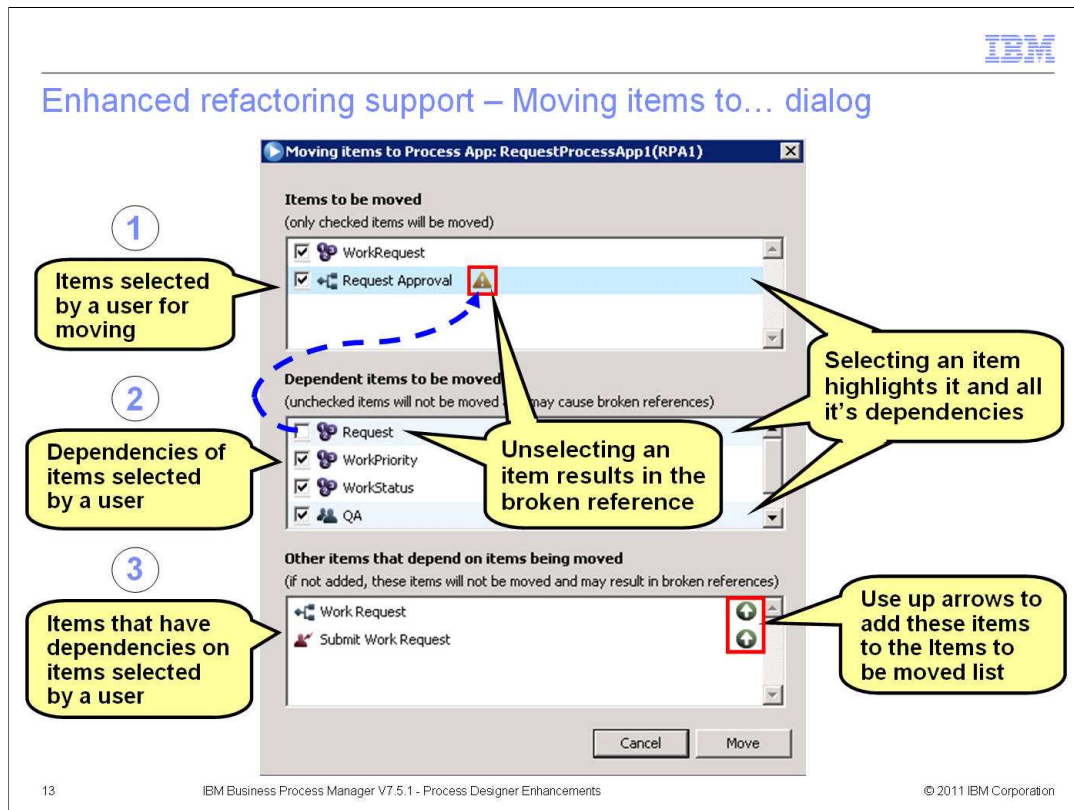 IBM
Enhanced refactoring support – Moving items to… dialog
Moving items to Process App: RequestProcessApp1(RPA1)
Items to be moved
(only checked items will be moved)
WorkRequest
Request Approval
1
Items selected
by a user for
moving
Selecting an item
highlights it and all
it's dependencies
2
Dependencies of
items selected
by a user
Dependent items to be moved
(unchecked items will not be moved may cause broken references)
Request
WorkPriority
WorkStatus
QA
Unselecting an
item results in the
broken reference
3
Items that have
dependencies on
items selected
by a user
Other items that depend on items being moved
(if not added, these items will not be moved and may result in broken references)
Work Request
Submit Work Request
Use up arrows to
add these items
to the Items to
be moved list
Cancel
Move
13
IBM Business Process Manager V7.5.1 - Process Designer Enhancements
© 2011 IBM Corporation